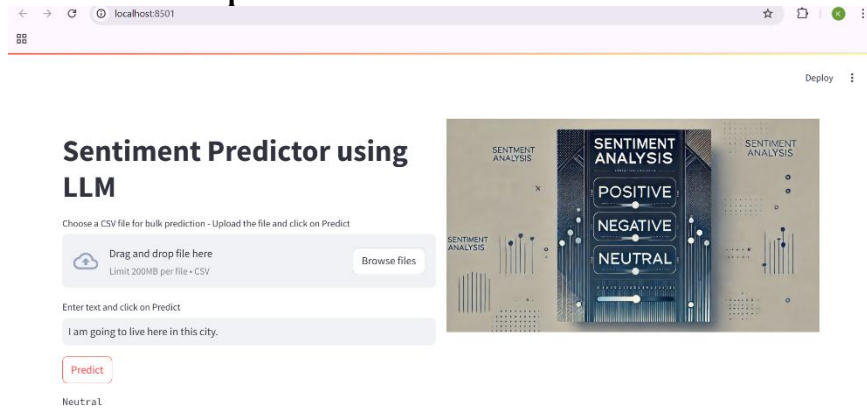 localhost:8501
K
Deploy
Sentiment Predictor using
LLM
Choose a CSV file for bulk prediction - Upload the file and click on Predict
Drag and drop file here
Limit 200MB per file • CSV
Browse files
Enter text and click on Predict
I am going to live here in this city.
Predict
Neutral
SENTMENT
ANALYSIS
SENTIMENT
ANALYSIS
POSITIVE
NEGATIVE
NEUTRAL
SENTIMENT
ANALYSIS
SENTIMENT
ANALYSIS